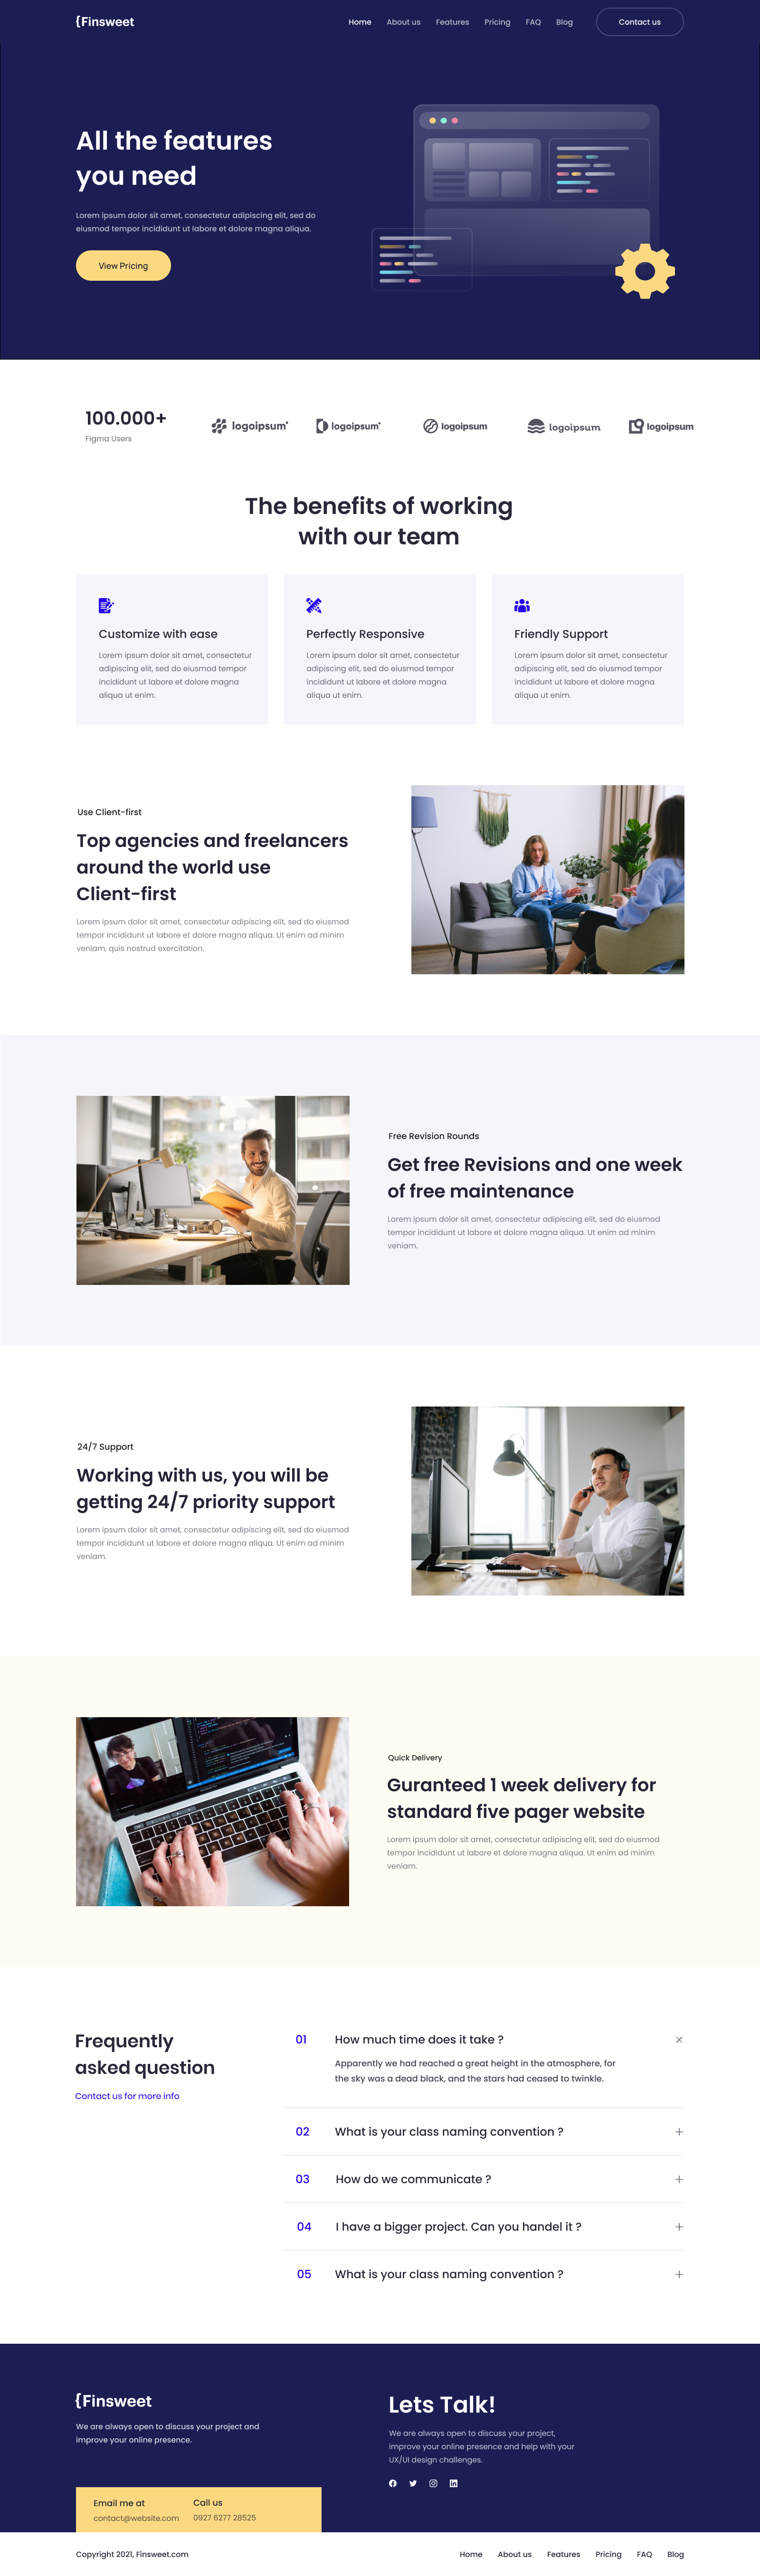 {Finsweet
Home About us Features Pricing FAQ Blog Contact us
All the features
you need
Lorem ipsum dolor sit amet, consectetur adipiscing elit, sed do
eiusmod tempor incididunt ut labore et dolore magna aliqua.
View Pricing
100.000+
Figma Users
logoipsum
logoipsum
logoipsum
logoipsum
logoipsum
The benefits of working
with our team
Customize with ease
Lorem ipsum dolor sit amet, consectetur
adipiscing elit, sed do eiusmod tempor
incididunt ut labore et dolore magna
aliqua ut enim.
Perfectly Responsive
Lorem ipsum dolor sit amet, consectetur
adipiscing elit, sed do eiusmod tempor
incididunt ut labore et dolore magna
aliqua ut enim.
Friendly Support
Lorem ipsum dolor sit amet, consectetur
adipiscing elit, sed do eiusmod tempor
incididunt ut labore et dolore magna
aliqua ut enim.
Use Client-first
Top agencies and freelancers
around the world use
Client-first
Lorem ipsum dolor sit amet, consectetur adipiscing elit, sed do eiusmod
tempor incididunt ut labore et dolore magna aliqua. Ut enim ad minim
veniam, quis nostrud exercitation.
Free Revision Rounds
Get free Revisions and one week
of free maintenance
Lorem ipsum dolor sit amet, consectetur adipiscing elit, sed do eiusmod
tempor incididunt ut labore et dolore magna aliqua. Ut enim ad minim
veniam.
24/7 Support
Working with us, you will be
getting 24/7 priority support
Lorem ipsum dolor sit amet, consectetur adipiscing elit, sed do eiusmod
tempor incididunt ut labore et dolore magna aliqua. Ut enim ad minim
veniam.
Quick Delivery
Guranteed 1 week delivery for
standard five pager website
Lorem ipsum dolor sit amet, consectetur adipiscing elit, sed do eiusmod
tempor incididunt ut labore et dolore magna aliqua. Ut enim ad minim
veniam.
Frequently
asked question
Contact us for more info
01 How much time does it take ?
Apparently we had reached a great height in the atmosphere, for
the sky was a dead black, and the stars had ceased to twinkle.
02 What is your class naming convention ?
03 How do we communicate ?
04 I have a bigger project. Can you handel it ?
05 What is your class naming convention ?
{Finsweet
We are always open to discuss your project and
improve your online presence.
Email me at
contact@website.com
Call us
0927 6277 28525
Lets Talk!
We are always open to discuss your project,
improve your online presence and help with your
UX/UI design challenges.
Copyright 2021, Finsweet.com
Home About us Features Pricing FAQ Blog